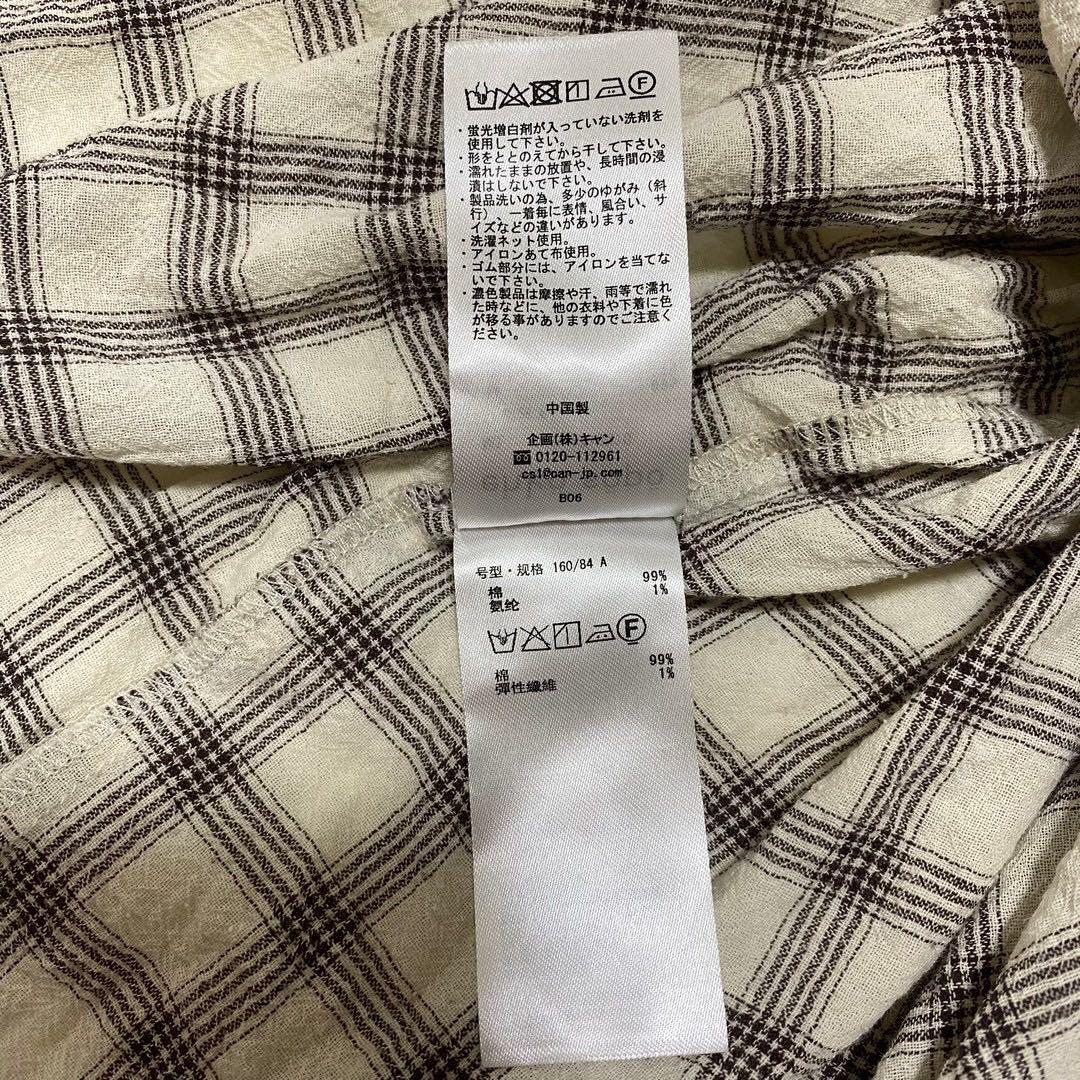 ・蛍光増白剤が入っていない洗剤を
使用して下さい。
・形をととのえてから干して下さい。
・濡れたままの放置や、長時間の浸
漬はしないで下さい。
・製品洗いの為、多少のゆがみ（斜
行）、一着毎に表情、風合い、サ
イズなどの違いがあります。
・洗濯ネット使用。
・アイロンあて布使用。
・ゴム部分には、アイロンを当てな
いで下さい。
・濃色製品は摩擦や汗、雨等で濡れ
た時などに、他の衣料や下着に色
が移る事がありますのでご注意く
ださい。
中国製
企画(株)キャン
0120-112961
cs1@can-jp.com
B06
号型・规格 160/84 A
棉 99%
氨纶 1%
棉 99%
彈性纖維 1%